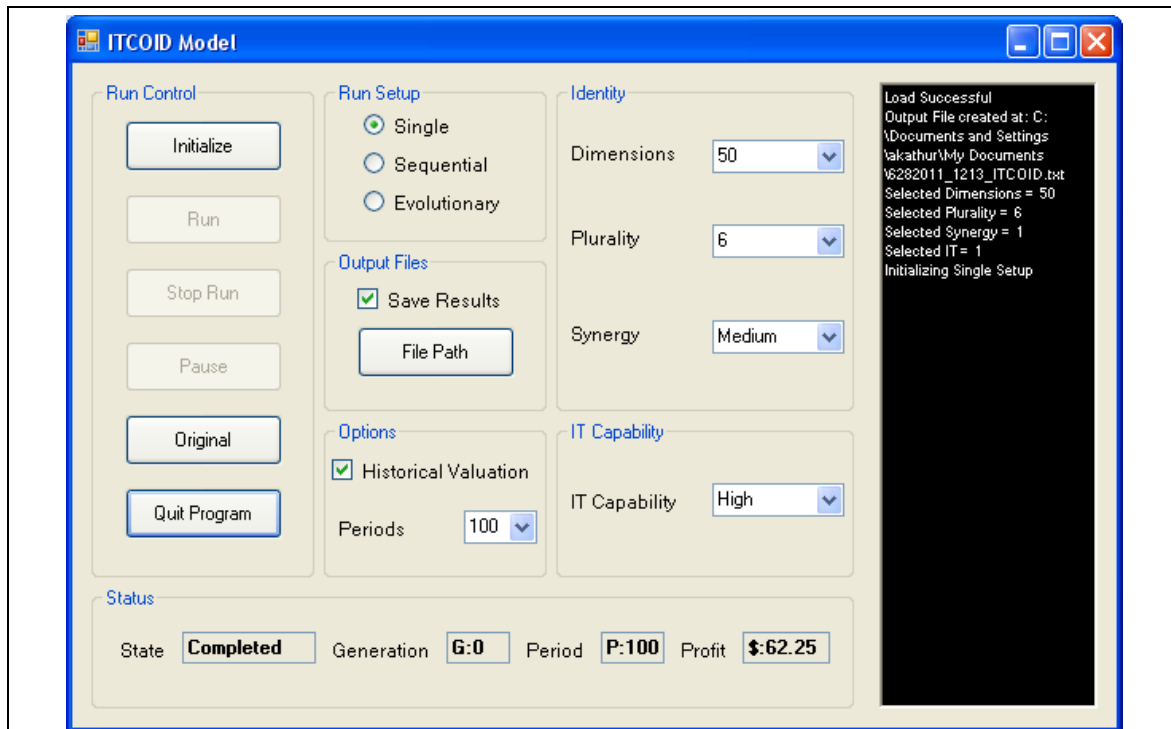 ITCOID Model
Run Control
Initialize
Run
Stop Run
Pause
Original
Quit Program
Run Setup
Single
Sequential
Evolutionary
Output Files
Save Results
File Path
Options
Historical Valuation
Periods 100
Identity
Dimensions 50
Plurality 6
Synergy Medium
IT Capability
IT Capability High
Load Successful
Output File created at: C:
\Documents and Settings
\akathur\My Documents
\6282011_1213_ITCOID.txt
Selected Dimensions = 50
Selected Plurality = 6
Selected Synergy = 1
Selected IT = 1
Initializing Single Setup
Status
State Completed Generation G:0 Period P:100 Profit $:62.25